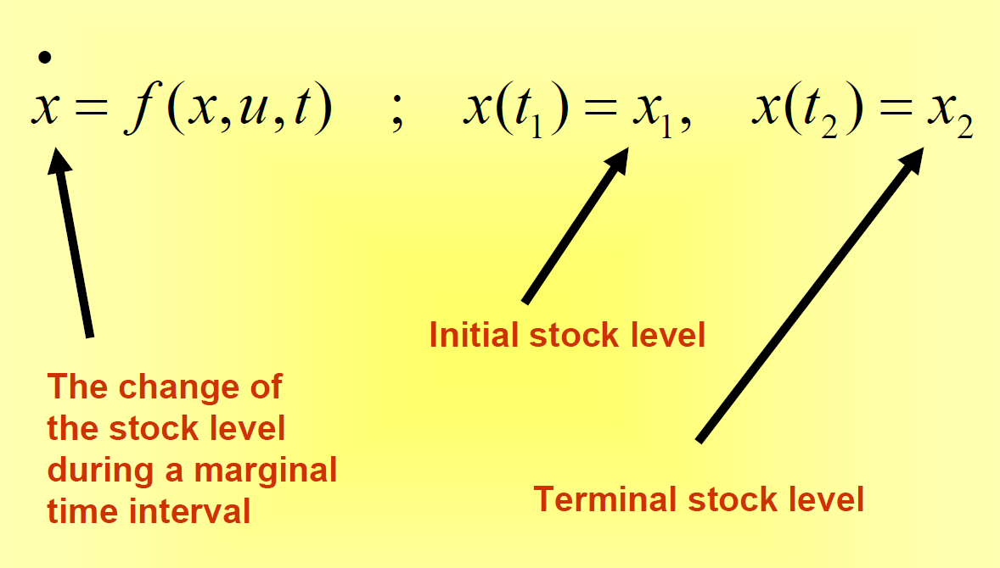 ẋ = f(x,u,t) ; x(t₁) = x₁, x(t₂) = x₂
Initial stock level
The change of
the stock level
during a marginal
time interval
Terminal stock level